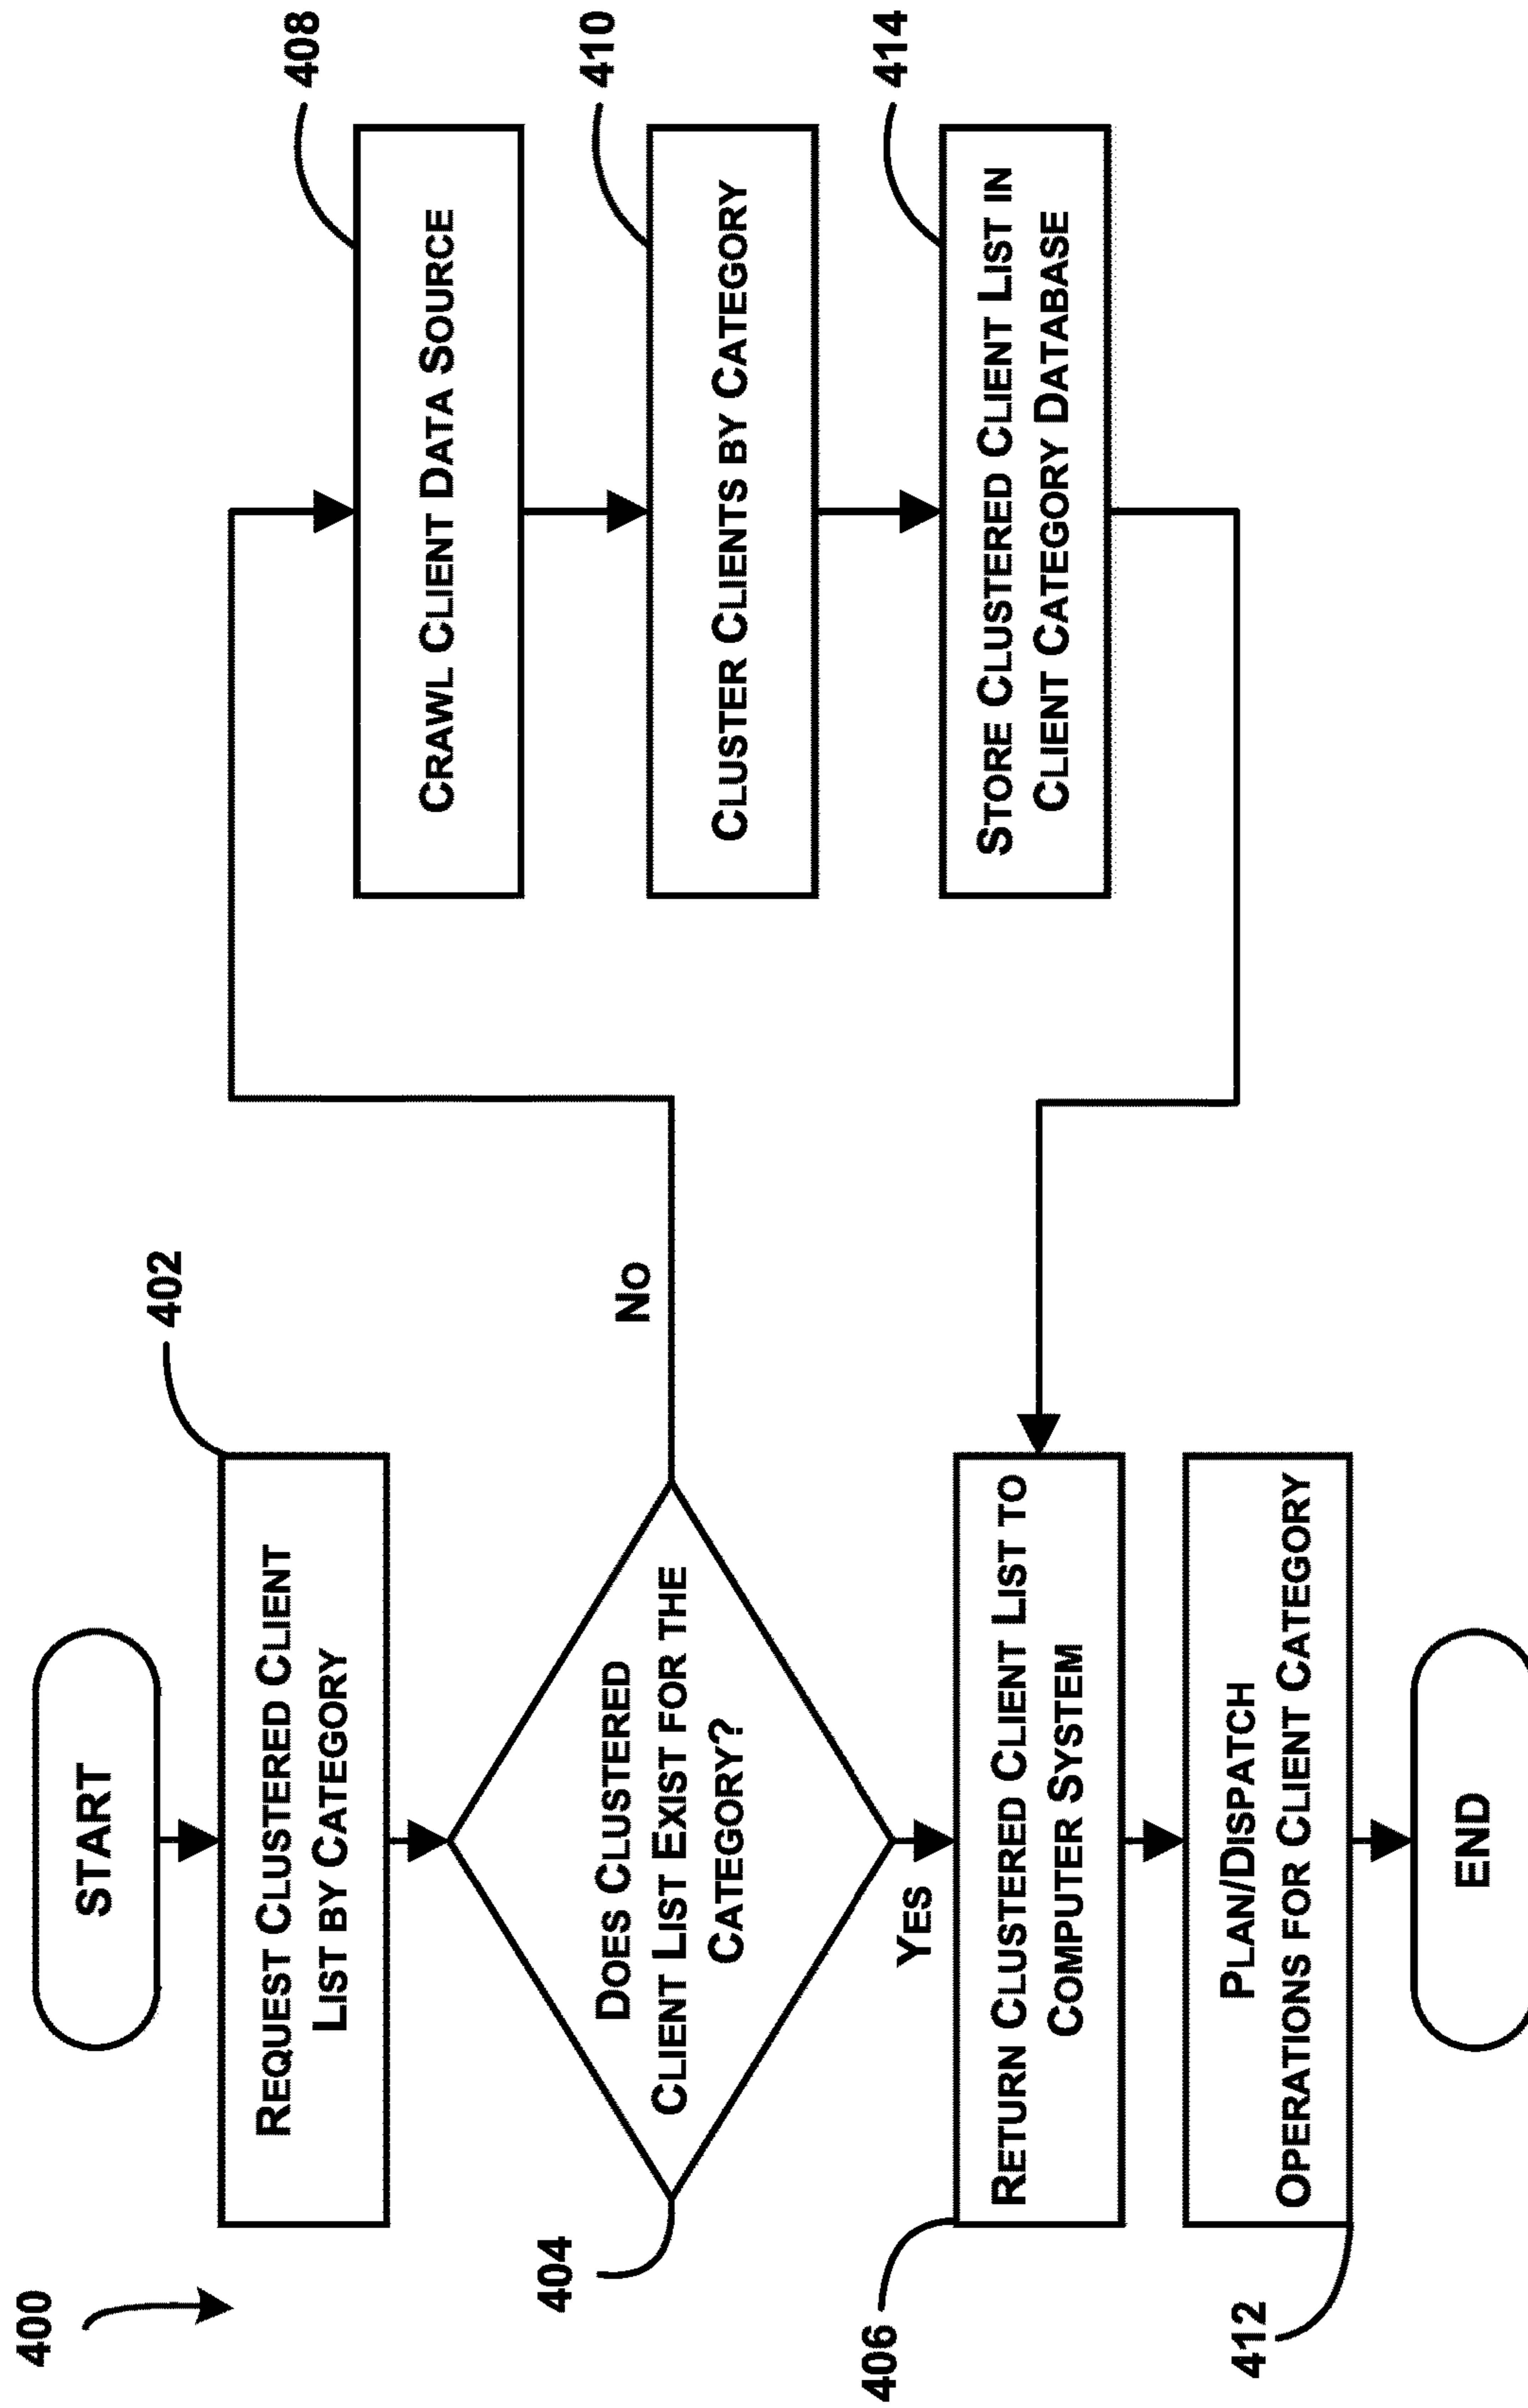 400
START
402
REQUEST CLUSTERED CLIENT
LIST BY CATEGORY
404
DOES CLUSTERED
CLIENT LIST EXIST FOR THE
CATEGORY?
NO
YES
406
RETURN CLUSTERED CLIENT LIST TO
COMPUTER SYSTEM
412
PLAN/DISPATCH
OPERATIONS FOR CLIENT CATEGORY
END
408
CRAWL CLIENT DATA SOURCE
410
CLUSTER CLIENTS BY CATEGORY
414
STORE CLUSTERED CLIENT LIST IN
CLIENT CATEGORY DATABASE